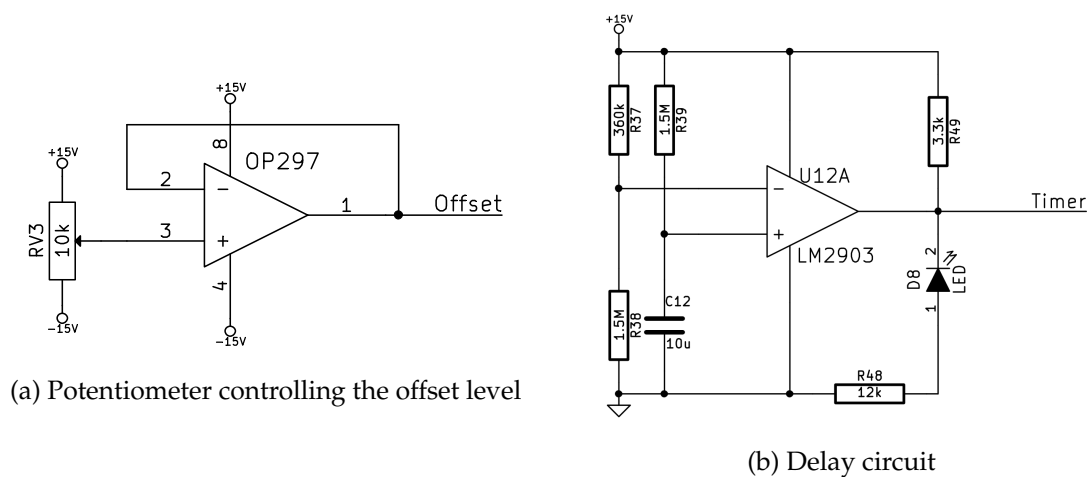 +15V
8
OP297
+15V
2
−
1
Offset
RV3
10k
3
+
4
−15V
−15V
(a) Potentiometer controlling the offset level
+15V
360k
R37
1.5M
R39
3.3k
R49
U12A
−
Timer
+
LM2903
2
D8
LED
1
C12
10u
1.5M
R38
R48
12k
(b) Delay circuit